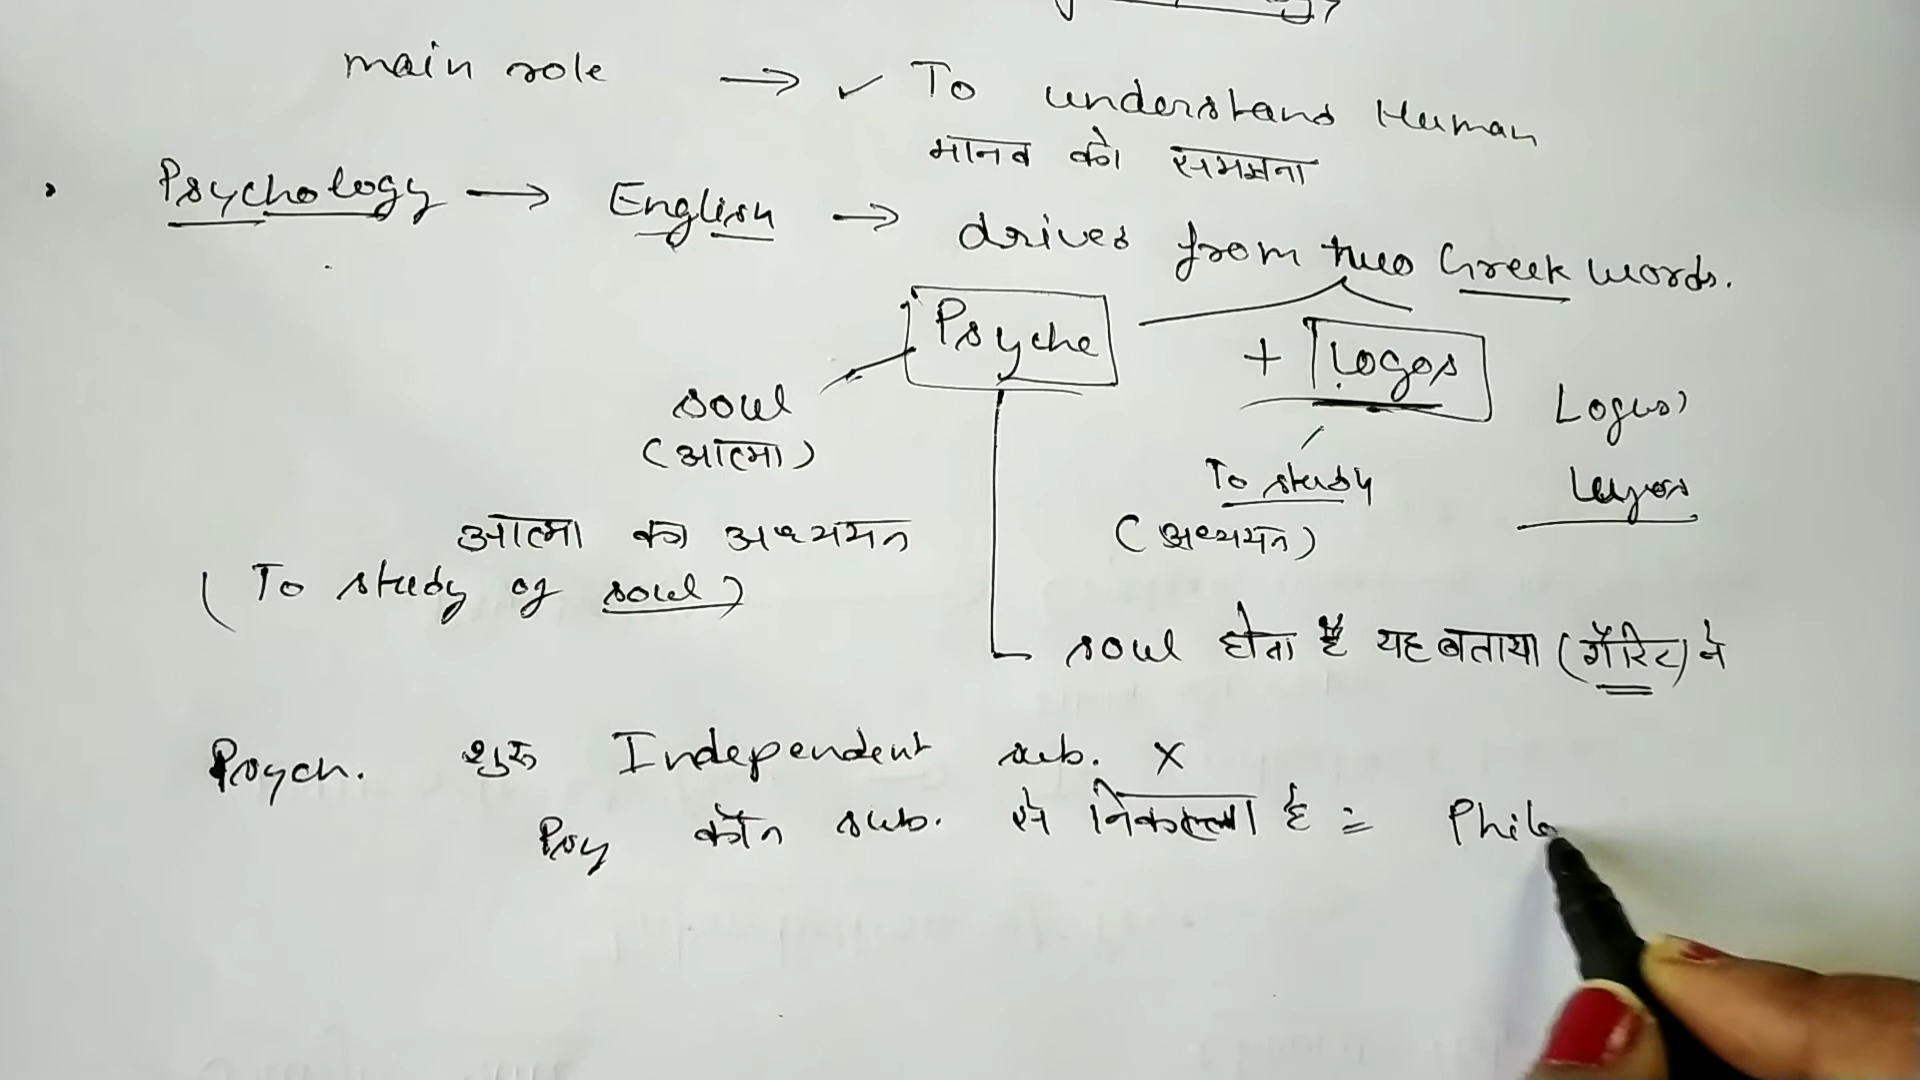 main role → ✓ To understand Human
मानव को समझना
Psychology → English → drives from two Greek words.
Psyche + Logos
soul Logus,
(आत्मा) To study
आत्मा का अध्ययन (अध्ययन)
(To study of soul)
soul होता है यह बताया (गैरिट) ने
Psych. शुरू Independent sub. X
Psy कौन sub. से निकला है = Philo